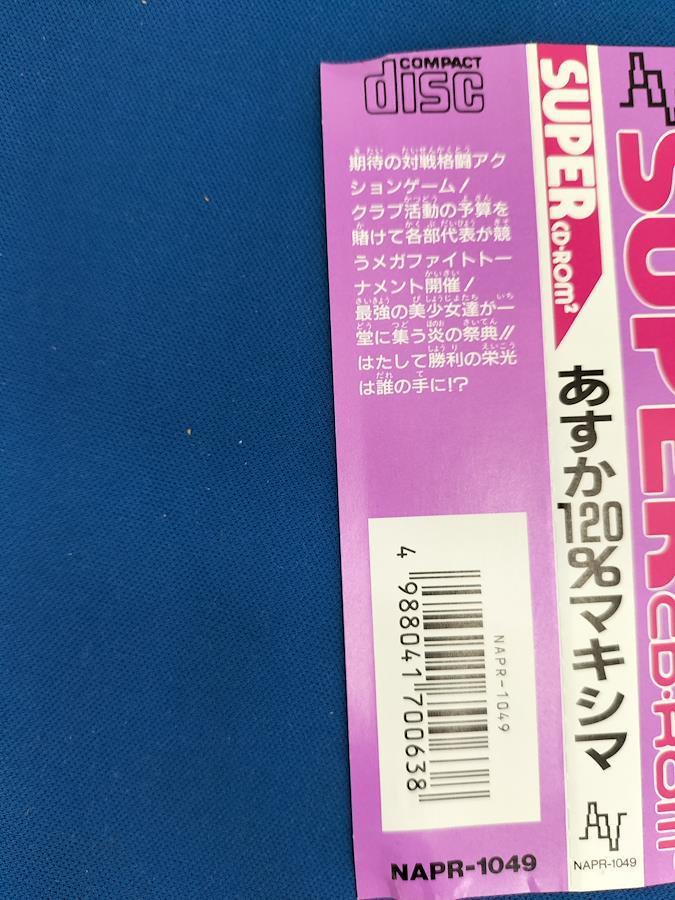 COMPACT
disc
期待の対戦格闘アク
ションゲーム!
クラブ活動の予算を
賭けて各部代表が競
うメガファイトトー
ナメント開催!
最強の美少女達が一
堂に集う炎の祭典!!
はたして勝利の栄光
は誰の手に!?
4 988041 700638
NAPR-1049
NAPR-1049
SUPER CD-ROM²
あすか120%マキシマ
NAPR-1049
SUPER CD-ROM²